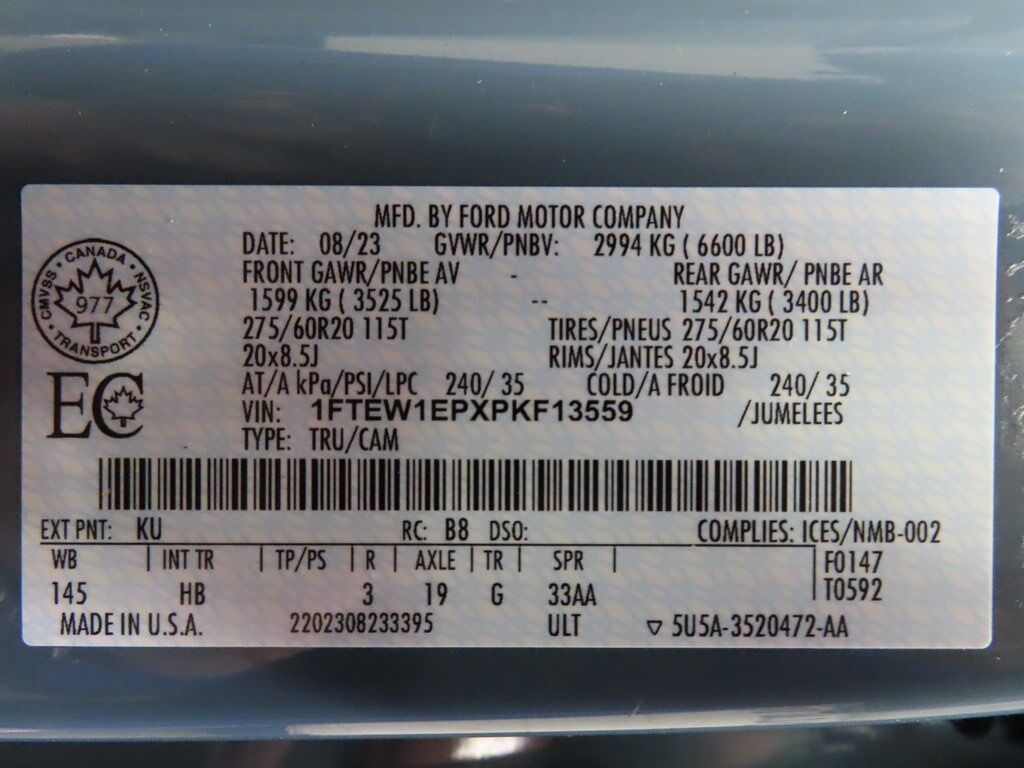 MFD. BY FORD MOTOR COMPANY
DATE: 08/23 GVWR/PNBV: 2994 KG ( 6600 LB)
FRONT GAWR/PNBE AV - REAR GAWR/ PNBE AR
1599 KG ( 3525 LB) -- 1542 KG ( 3400 LB)
275/60R20 115T TIRES/PNEUS 275/60R20 115T
20x8.5J RIMS/JANTES 20x8.5J
AT/A kPa/PSI/LPC 240/ 35 COLD/A FROID 240/ 35
VIN: 1FTEW1EPXPKF13559 /JUMELEES
TYPE: TRU/CAM
CANADA
CMVSS · NSVAC
977
TRANSPORT
EC
EXT PNT: KU RC: B8 DSO: COMPLIES: ICES/NMB-002
WB | INT TR | TP/PS | R | AXLE | TR | SPR | F0147
145 HB 3 19 G 33AA T0592
MADE IN U.S.A. 2202308233395 ULT ▽ 5U5A-3520472-AA